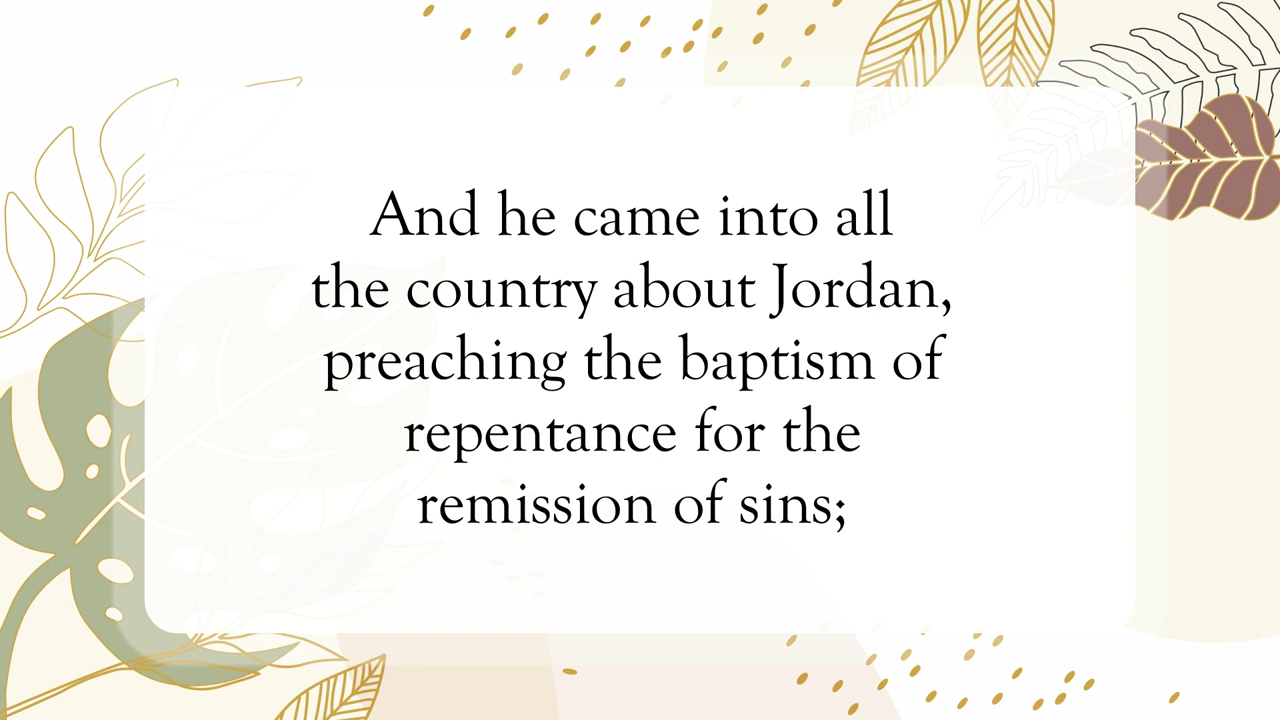 And he came into all
the country about Jordan,
preaching the baptism of
repentance for the
remission of sins;